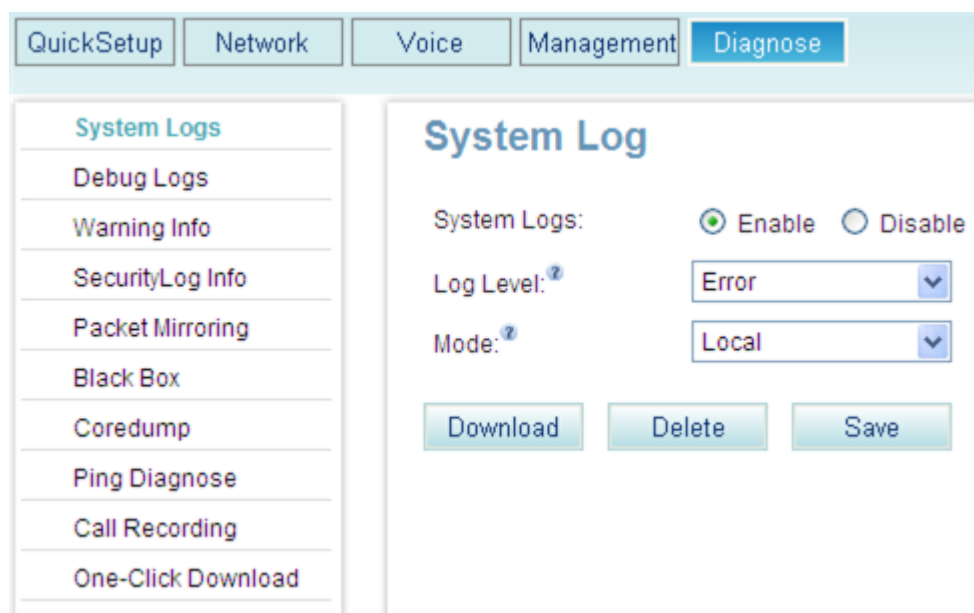 QuickSetup Network Voice Management Diagnose
System Logs
Debug Logs
Warning Info
SecurityLog Info
Packet Mirroring
Black Box
Coredump
Ping Diagnose
Call Recording
One-Click Download
System Log
System Logs: Enable Disable
Log Level:? Error
Mode:? Local
Download Delete Save